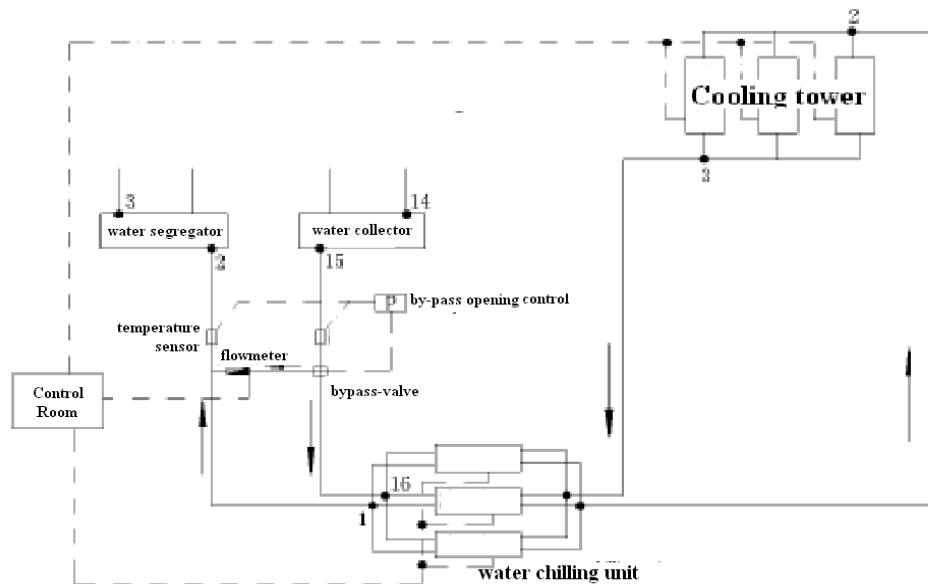 2
Cooling tower
3
14
water segregator
water collector
2
15
P
by-pass opening control
temperature
sensor
flowmeter
bypass-valve
Control
Room
16
1
water chilling unit